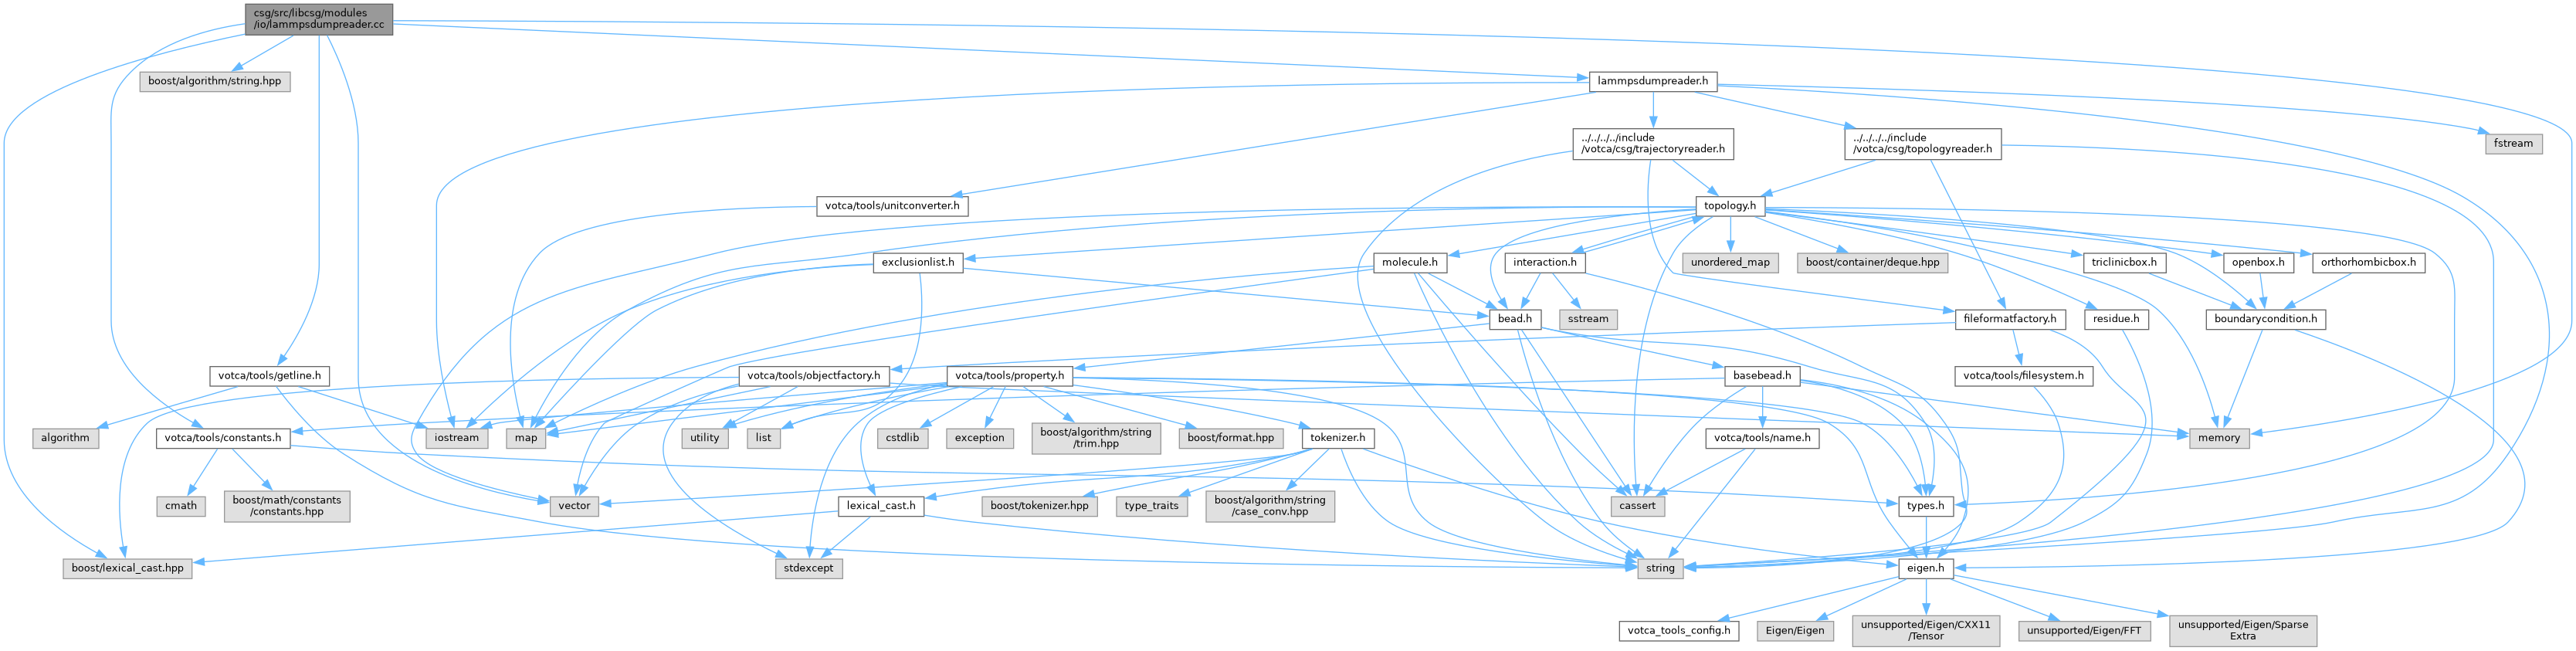 csg/src/libcsg/modules
/io/lammpsdumpreader.cc
boost/algorithm/string.hpp
lammpsdumpreader.h
../../../../include
/votca/csg/trajectoryreader.h
../../../../include
/votca/csg/topologyreader.h
fstream
votca/tools/unitconverter.h
topology.h
exclusionlist.h
molecule.h
interaction.h
unordered_map
boost/container/deque.hpp
triclinicbox.h
openbox.h
orthorhombicbox.h
bead.h
sstream
fileformatfactory.h
residue.h
boundarycondition.h
votca/tools/getline.h
votca/tools/objectfactory.h
votca/tools/property.h
basebead.h
votca/tools/filesystem.h
algorithm
votca/tools/constants.h
iostream
map
utility
list
cstdlib
exception
boost/algorithm/string
/trim.hpp
boost/format.hpp
tokenizer.h
votca/tools/name.h
memory
cmath
boost/math/constants
/constants.hpp
vector
lexical_cast.h
boost/tokenizer.hpp
type_traits
boost/algorithm/string
/case_conv.hpp
cassert
types.h
boost/lexical_cast.hpp
stdexcept
string
eigen.h
votca_tools_config.h
Eigen/Eigen
unsupported/Eigen/CXX11
/Tensor
unsupported/Eigen/FFT
unsupported/Eigen/Sparse
Extra